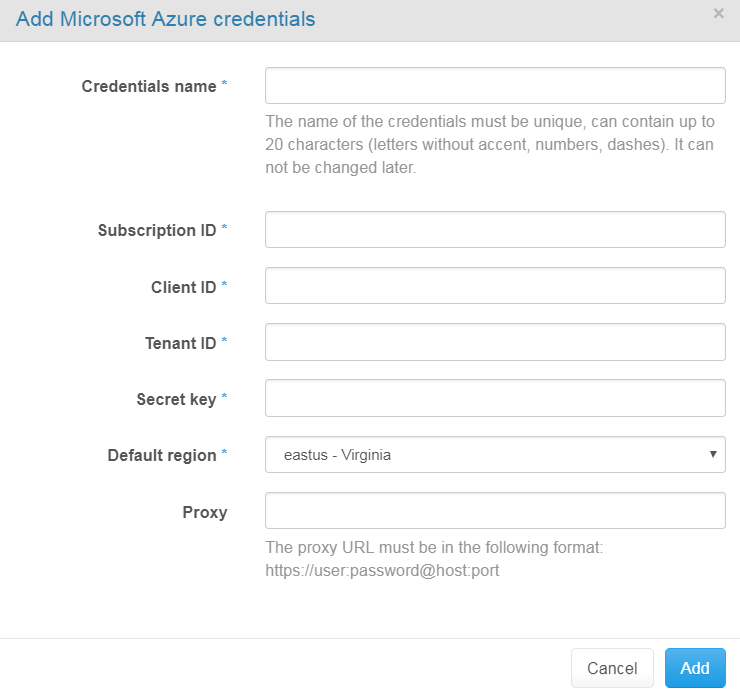 Add Microsoft Azure credentials ×
Credentials name *
The name of the credentials must be unique, can contain up to
20 characters (letters without accent, numbers, dashes). It can
not be changed later.
Subscription ID *
Client ID *
Tenant ID *
Secret key *
Default region * eastus - Virginia
Proxy
The proxy URL must be in the following format:
https://user:password@host:port
Cancel Add